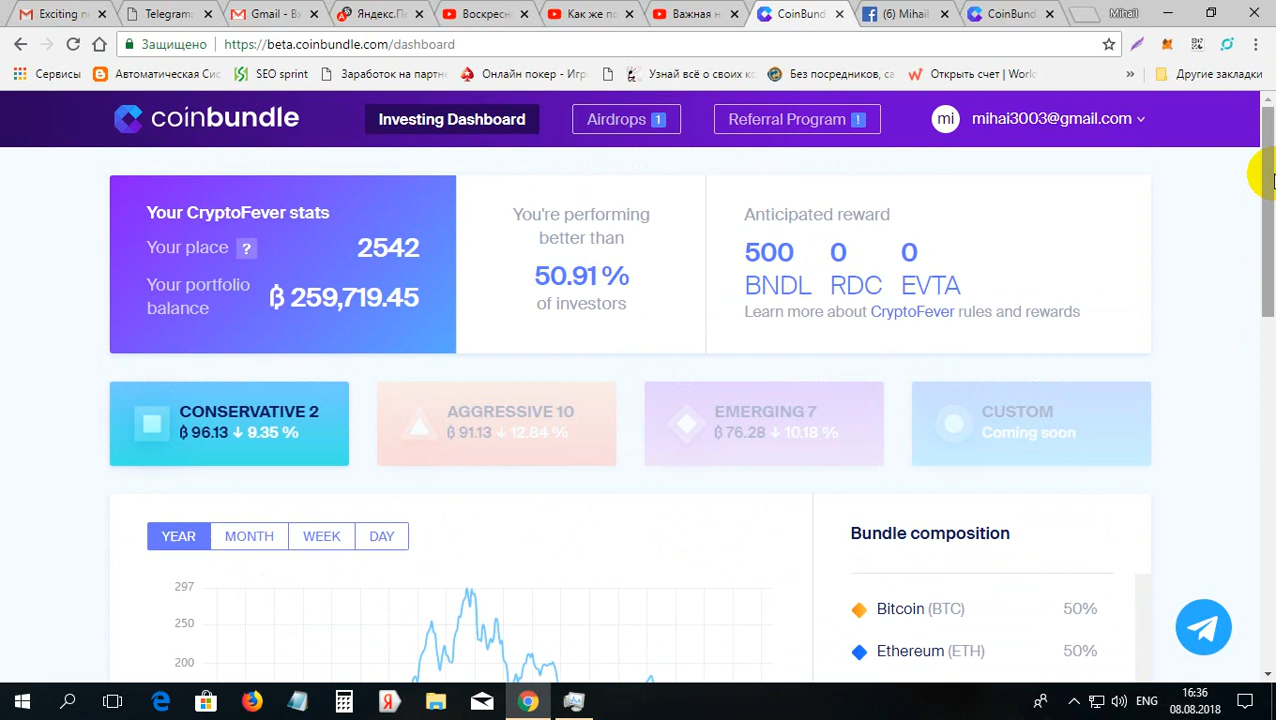 Exciting n
Telegram
Gmail - Вх
Яндекс.П
Воскресн
Как же по
Важная н
CoinBund
(6) Mihail
CoinBund
Mihail
Защищено https://beta.coinbundle.com/dashboard
Сервисы Автоматическая Сис SEO sprint Заработок на партне Онлайн покер - Игр Узнай всё о своих ко Без посредников, са Открыть счет | World » Другие закладки
coinbundle Investing Dashboard Airdrops 1 Referral Program ! mi mihai3003@gmail.com
Your CryptoFever stats
Your place ? 2542
Your portfolio balance ₿ 259,719.45
You're performing
better than
50.91 %
of investors
Anticipated reward
500 0 0
BNDL RDC EVTA
Learn more about CryptoFever rules and rewards
CONSERVATIVE 2
₿ 96.13 ↓ 9.35 %
AGGRESSIVE 10
₿ 91.13 ↓ 12.84 %
EMERGING 7
₿ 76.28 ↓ 10.18 %
CUSTOM
Coming soon
YEAR MONTH WEEK DAY
297
250
200
Bundle composition
Bitcoin (BTC) 50%
Ethereum (ETH) 50%
ENG
16:36
08.08.2018